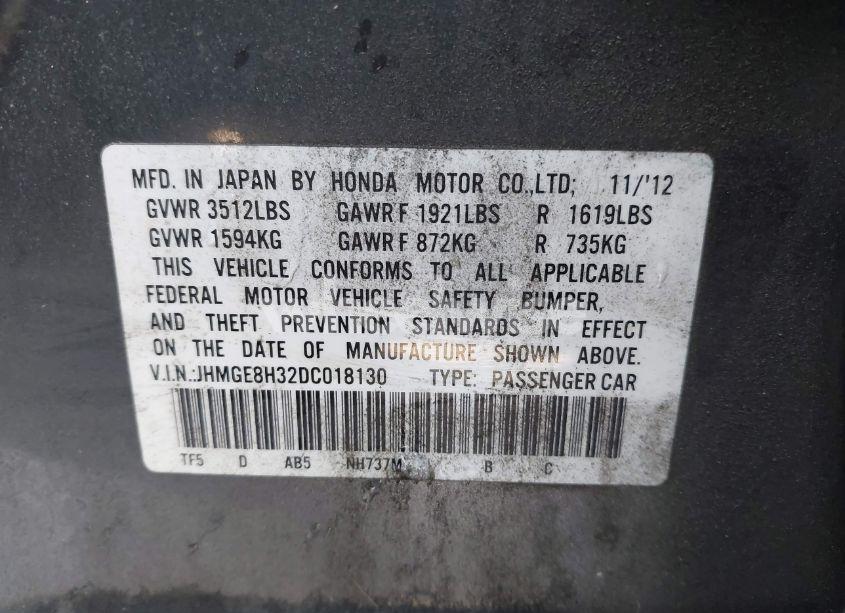 MFD. IN JAPAN BY HONDA MOTOR CO.,LTD; 11/'12
GVWR 3512LBS GAWR F 1921LBS R 1619LBS
GVWR 1594KG GAWR F 872KG R 735KG
THIS VEHICLE CONFORMS TO ALL APPLICABLE
FEDERAL MOTOR VEHICLE SAFETY BUMPER,
AND THEFT PREVENTION STANDARDS IN EFFECT
ON THE DATE OF MANUFACTURE SHOWN ABOVE.
V.I.N.:JHMGE8H32DC018130 TYPE: PASSENGER CAR
TF5 D AB5 NH737M B C